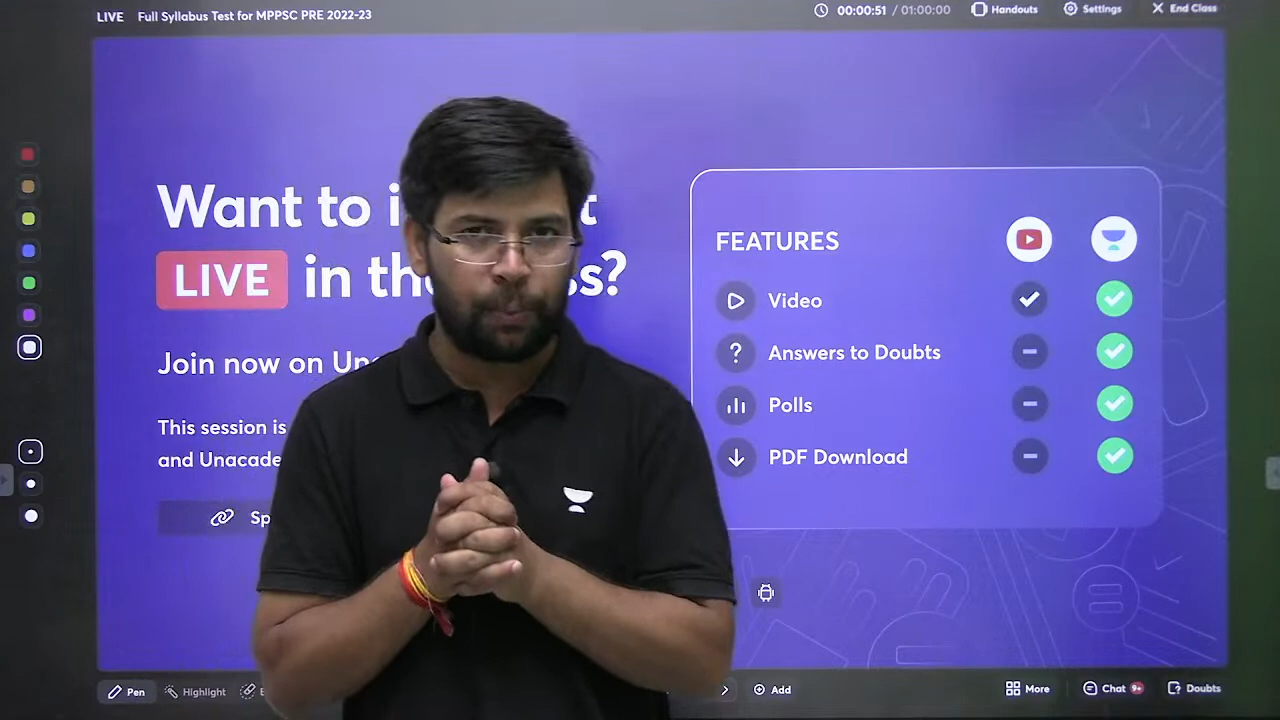 LIVE Full Syllabus Test for MPPSC PRE 2022-23
00:00:51 / 01:00:00
Handouts
Settings
End Class
Want to i
LIVE in th s?
Join now on Un
This session is
and Unacade
Sp
FEATURES
Video
Answers to Doubts
Polls
PDF Download
Pen
Highlight
Add
More
Chat 9+
Doubts